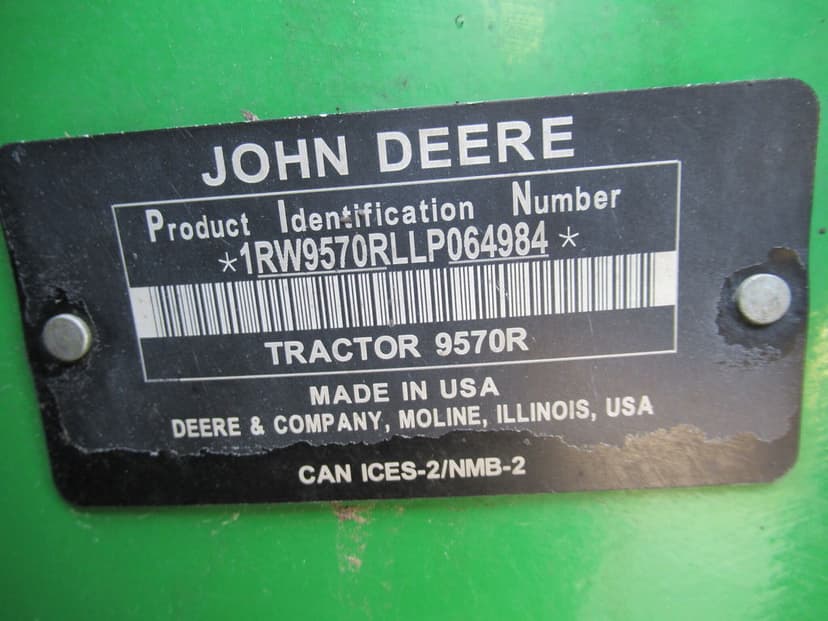 JOHN DEERE
Product Identification Number
*1RW9570RLLP064984*
TRACTOR 9570R
MADE IN USA
DEERE & COMPANY, MOLINE, ILLINOIS, USA
CAN ICES-2/NMB-2